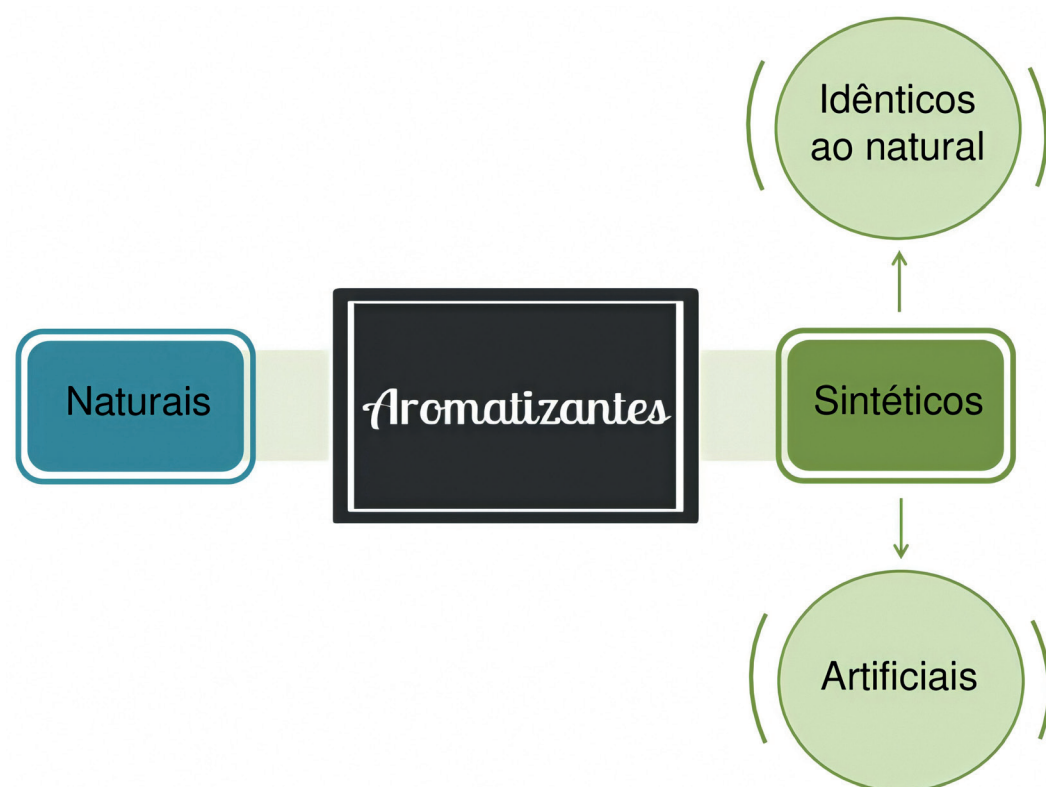 Idênticos
ao natural
Naturais
Aromatizantes
Sintéticos
Artificiais